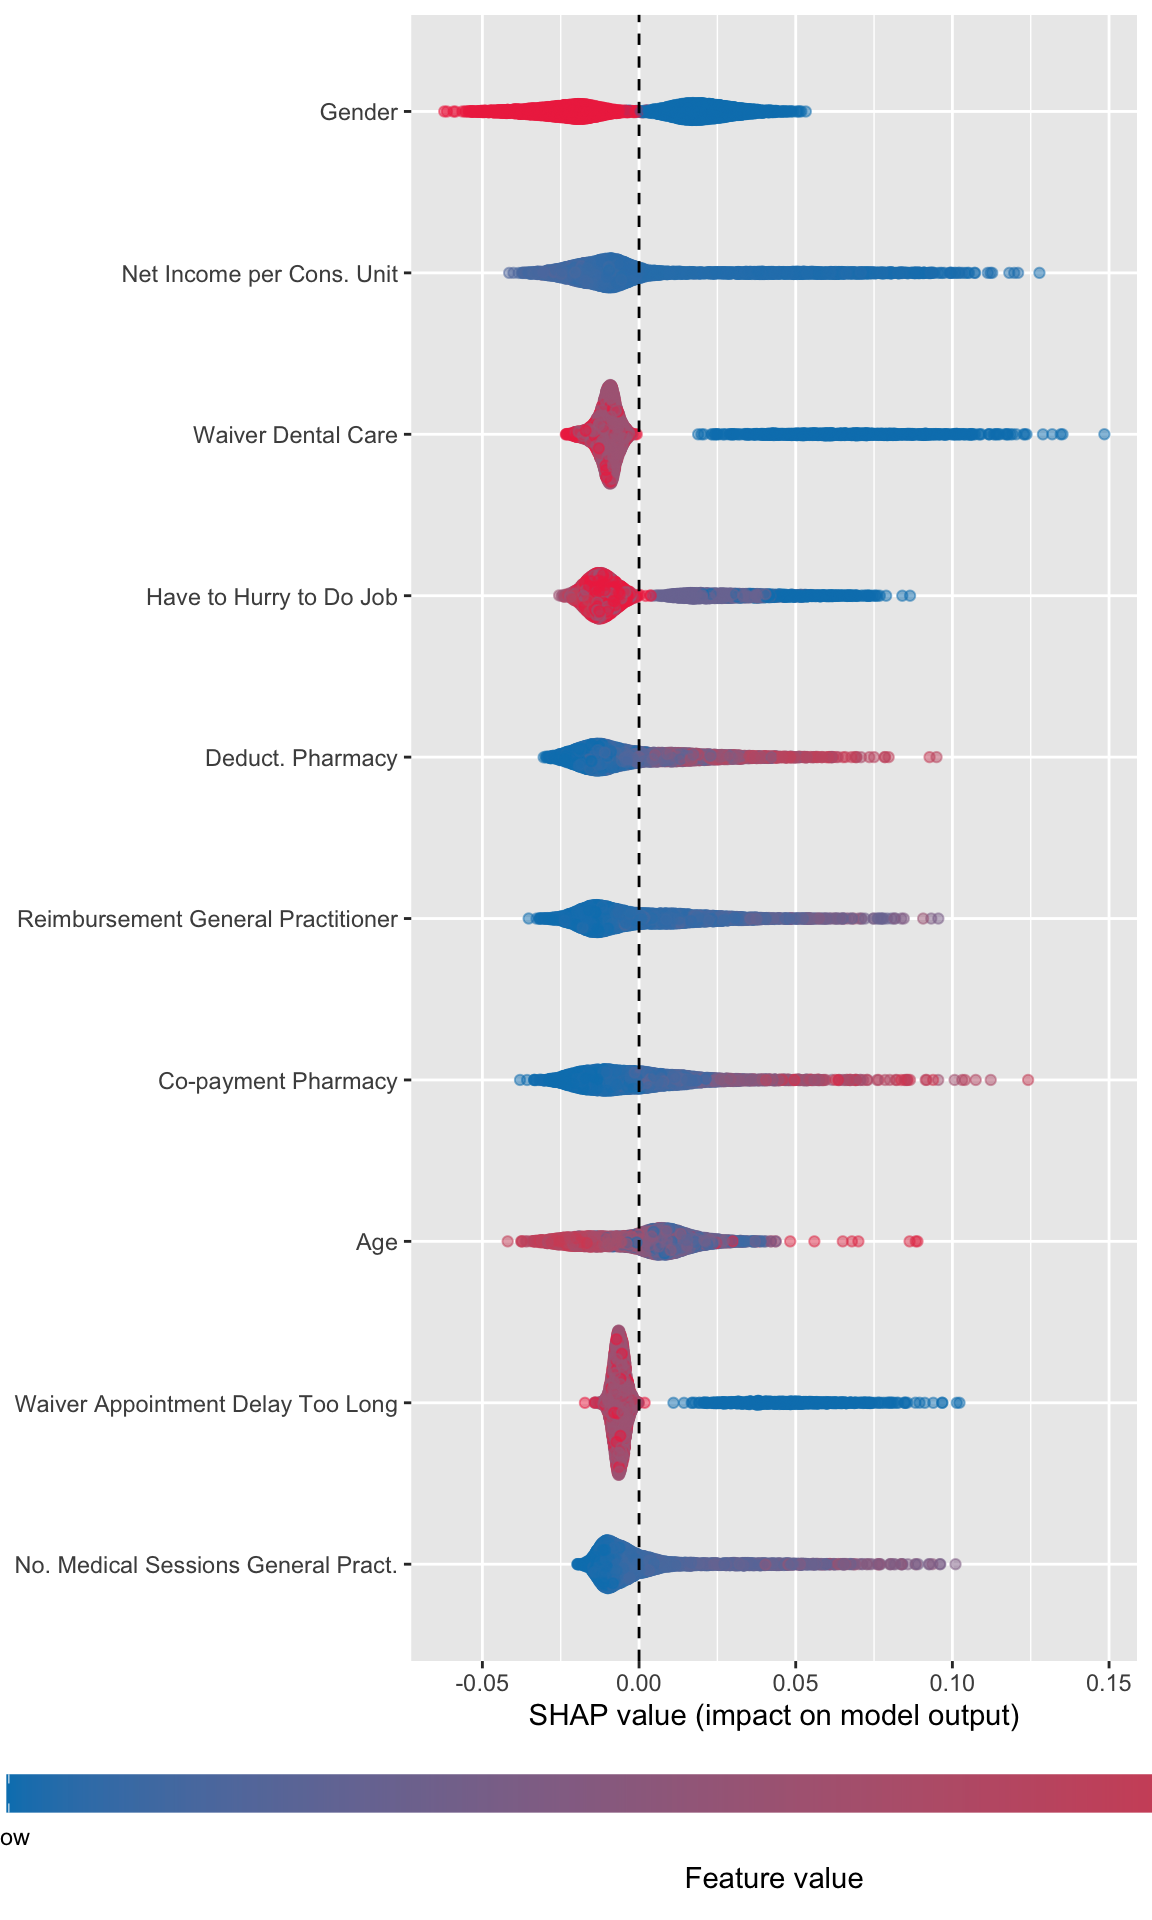 Gender
Net Income per Cons. Unit
Waiver Dental Care
Have to Hurry to Do Job
Deduct. Pharmacy
Reimbursement General Practitioner
Co-payment Pharmacy
Age
Waiver Appointment Delay Too Long
No. Medical Sessions General Pract.
-0.05 0.00 0.05 0.10 0.15
SHAP value (impact on model output)
ow
Feature value